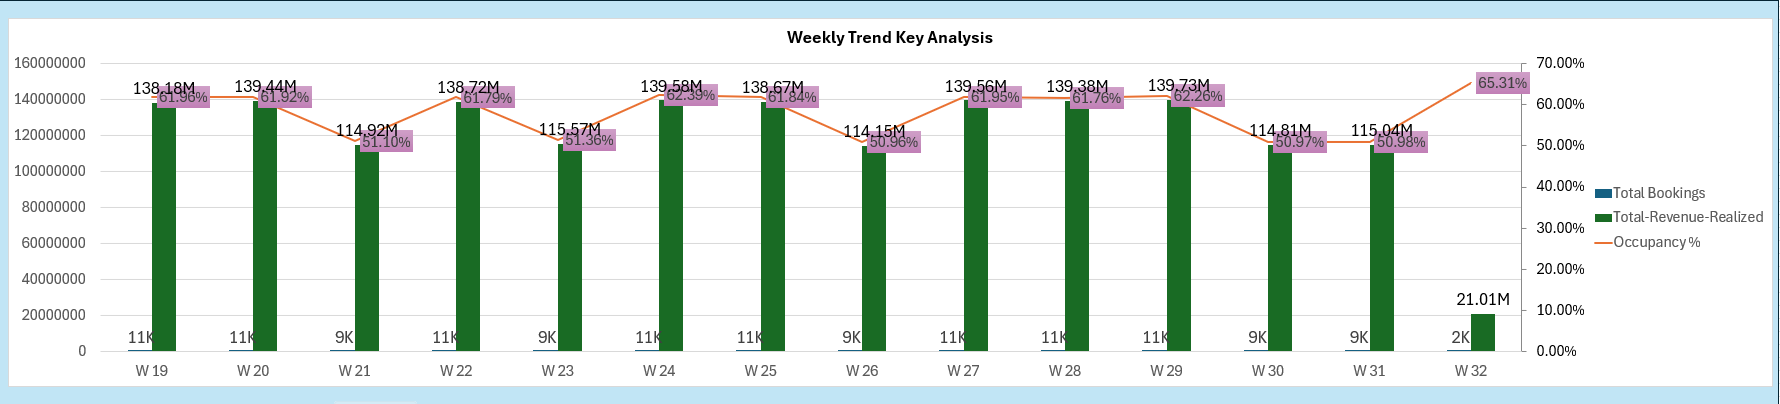 Weekly Trend Key Analysis
160000000
140000000
120000000
100000000
80000000
60000000
40000000
20000000
0
70.00%
60.00%
50.00%
40.00%
30.00%
20.00%
10.00%
0.00%
138.18M
139.44M
114.92M
138.72M
115.57M
139.58M
138.67M
114.15M
139.56M
139.38M
139.73M
114.81M
115.04M
21.01M
61.96%
61.92%
51.10%
61.79%
51.36%
62.39%
61.84%
50.96%
61.95%
61.76%
62.26%
50.97%
50.98%
65.31%
11K
11K
9K
11K
9K
11K
11K
9K
11K
11K
11K
9K
9K
2K
W 19
W 20
W 21
W 22
W 23
W 24
W 25
W 26
W 27
W 28
W 29
W 30
W 31
W 32
Total Bookings
Total-Revenue-Realized
Occupancy %